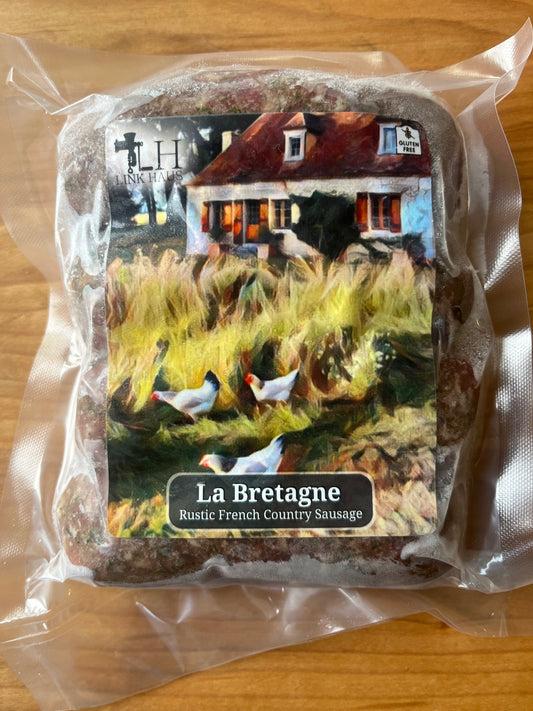 LH
LINK HAUS
GLUTEN
FREE
La Bretagne
Rustic French Country Sausage